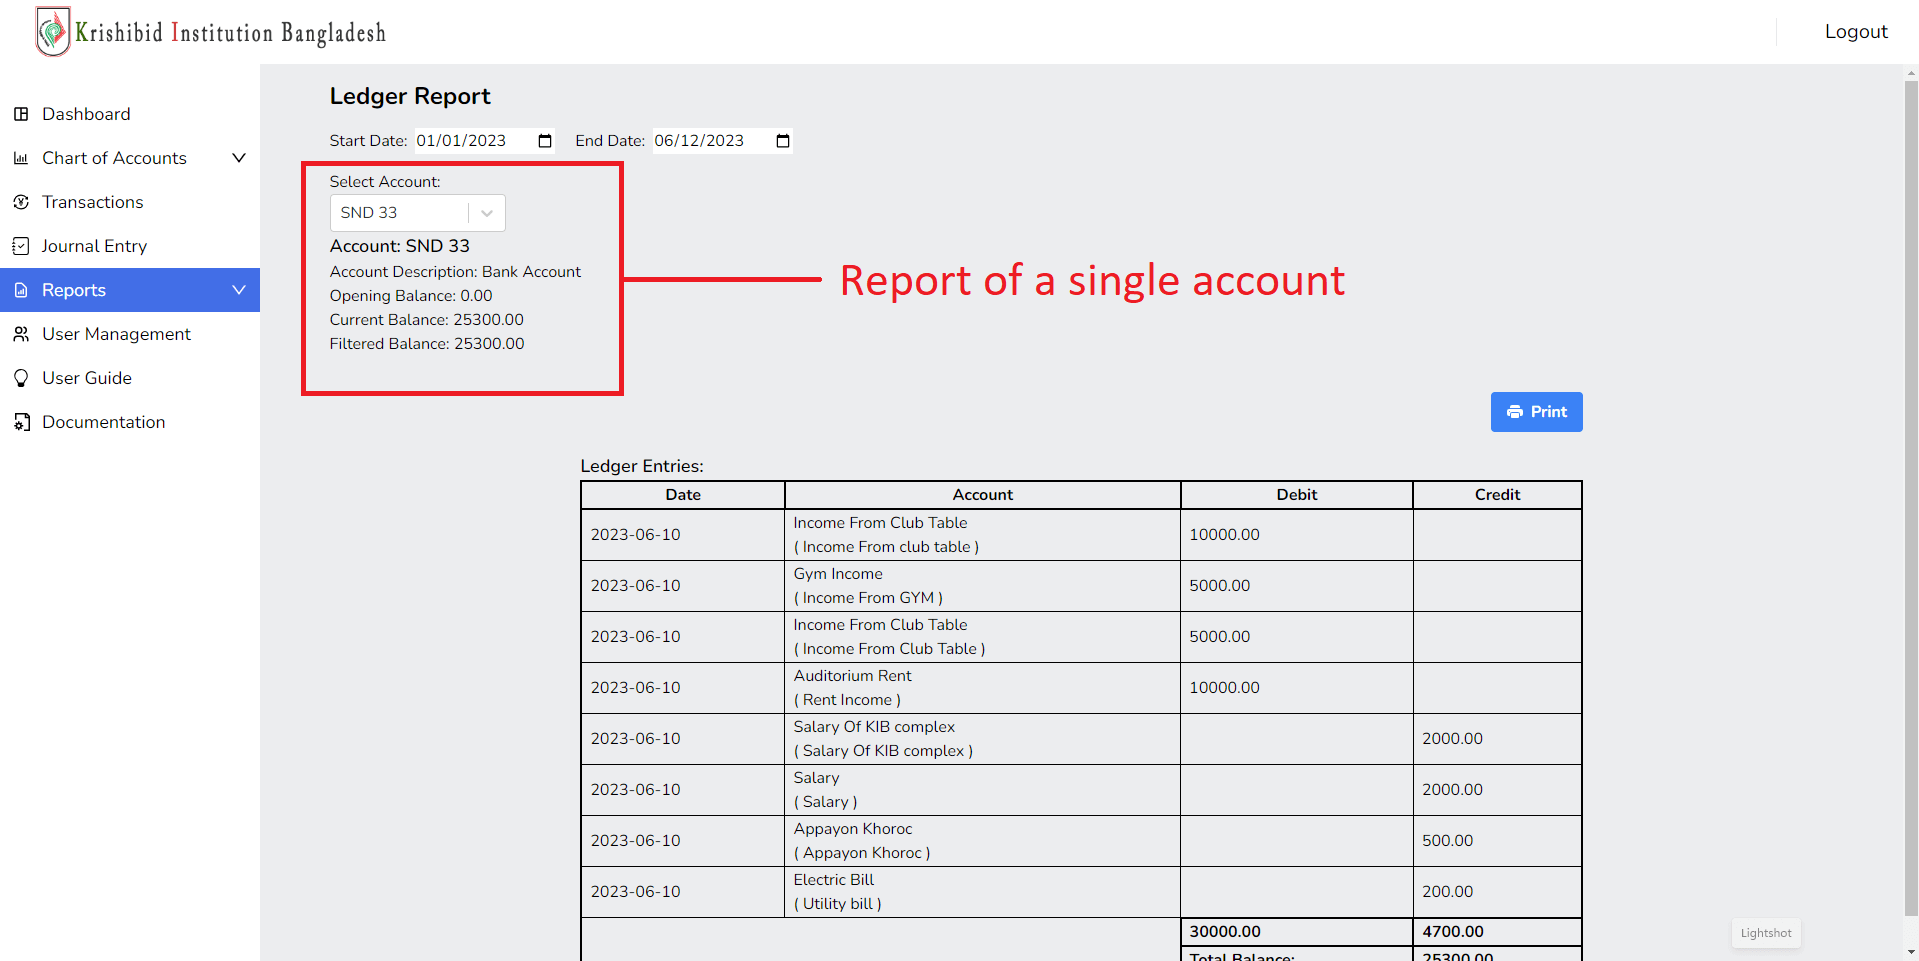 Krishibid Institution Bangladesh
Logout
Dashboard
Chart of Accounts
Transactions
Journal Entry
Reports
User Management
User Guide
Documentation
Ledger Report
Start Date: 01/01/2023 End Date: 06/12/2023
Select Account:
SND 33
Account: SND 33
Account Description: Bank Account
Opening Balance: 0.00
Current Balance: 25300.00
Filtered Balance: 25300.00
Report of a single account
Print
Ledger Entries:
Date Account Debit Credit
2023-06-10 Income From Club Table
( Income From club table ) 10000.00
2023-06-10 Gym Income
( Income From GYM ) 5000.00
2023-06-10 Income From Club Table
( Income From Club Table ) 5000.00
2023-06-10 Auditorium Rent
( Rent Income ) 10000.00
2023-06-10 Salary Of KIB complex
( Salary Of KIB complex ) 2000.00
2023-06-10 Salary
( Salary ) 2000.00
2023-06-10 Appayon Khoroc
( Appayon Khoroc ) 500.00
2023-06-10 Electric Bill
( Utility bill ) 200.00
30000.00 4700.00
Total Balance: 25300.00
Lightshot